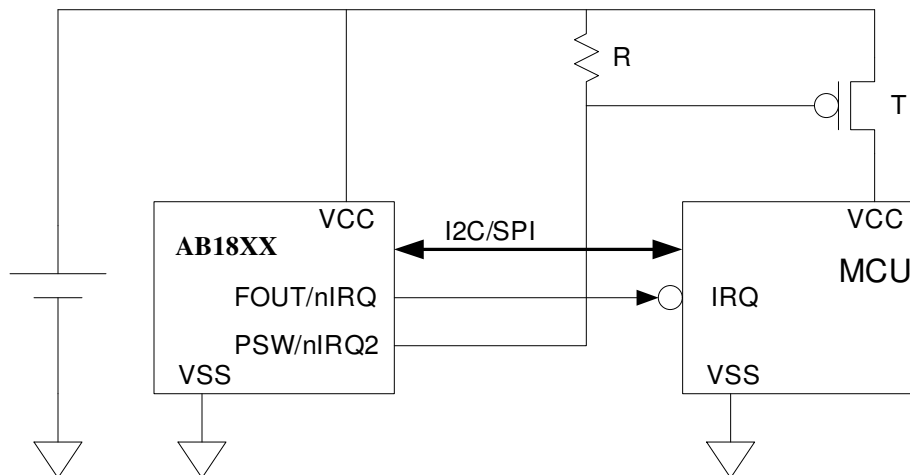 R
T
VCC
AB18XX
I2C/SPI
VCC
MCU
FOUT/nIRQ
IRQ
PSW/nIRQ2
VSS
VSS